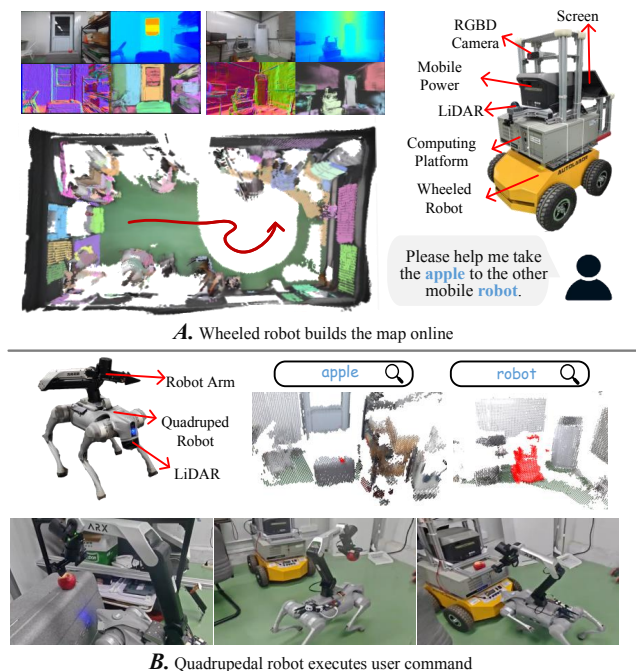 RGBD
Camera
Screen
Mobile
Power
LiDAR
Computing
Platform
Wheeled
Robot
AUTOLABOR
Please help me take
the apple to the other
mobile robot.
A. Wheeled robot builds the map online
Robot Arm
Quadruped
Robot
LiDAR
apple
robot
ARX
B. Quadrupedal robot executes user command